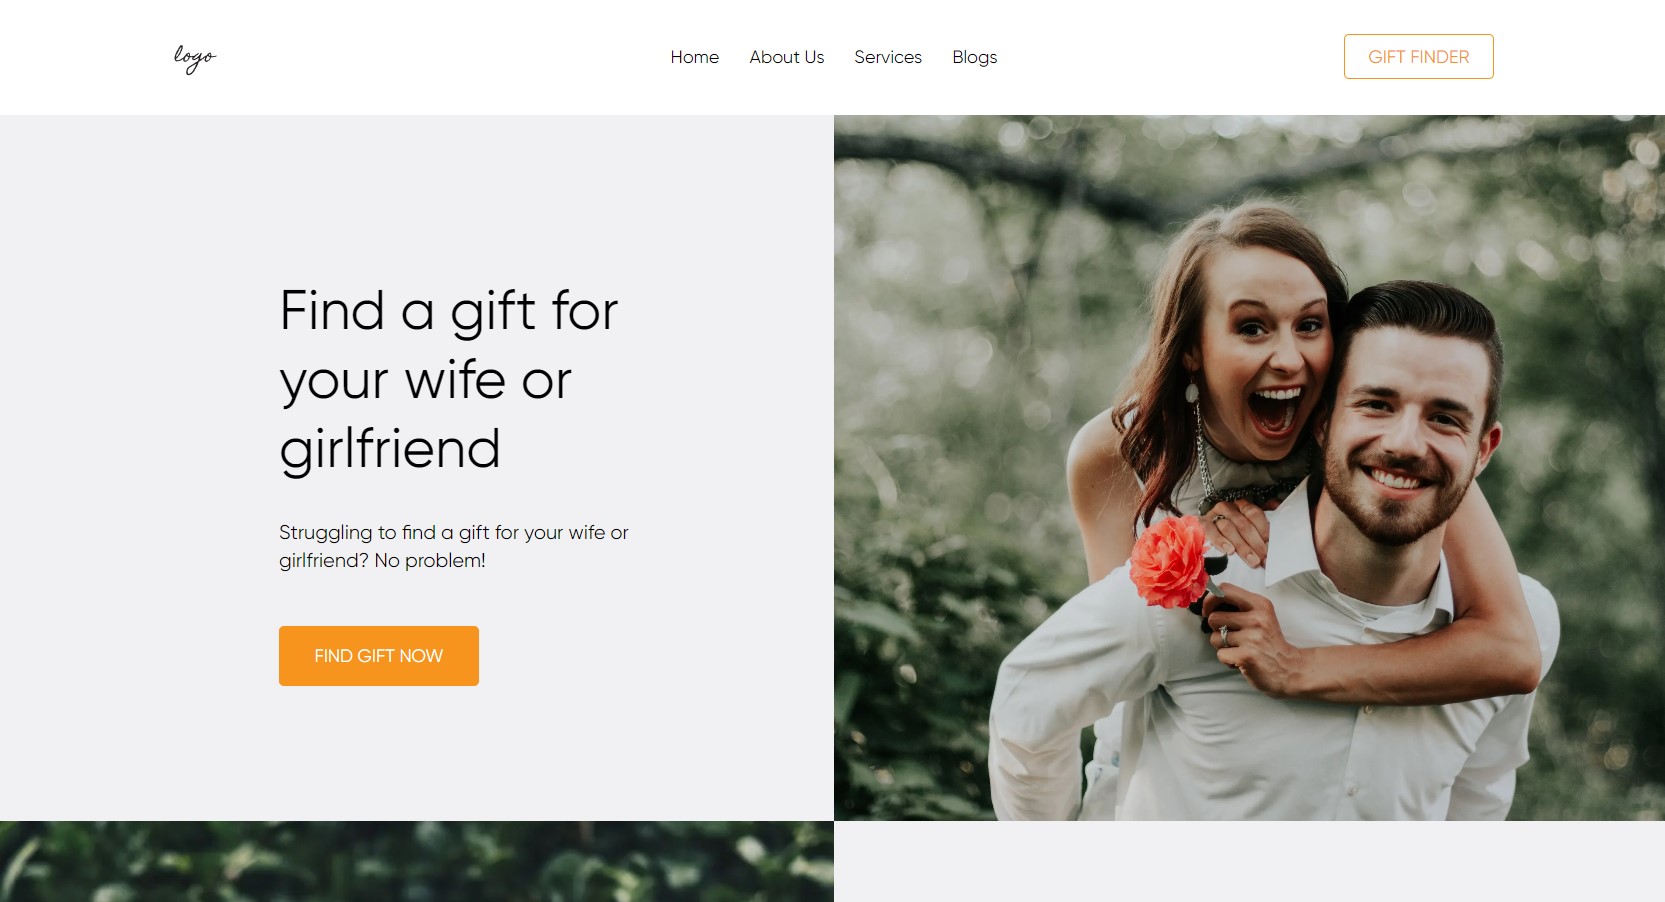 logo
Home About Us Services Blogs
GIFT FINDER
Find a gift for
your wife or
girlfriend
Struggling to find a gift for your wife or
girlfriend? No problem!
FIND GIFT NOW